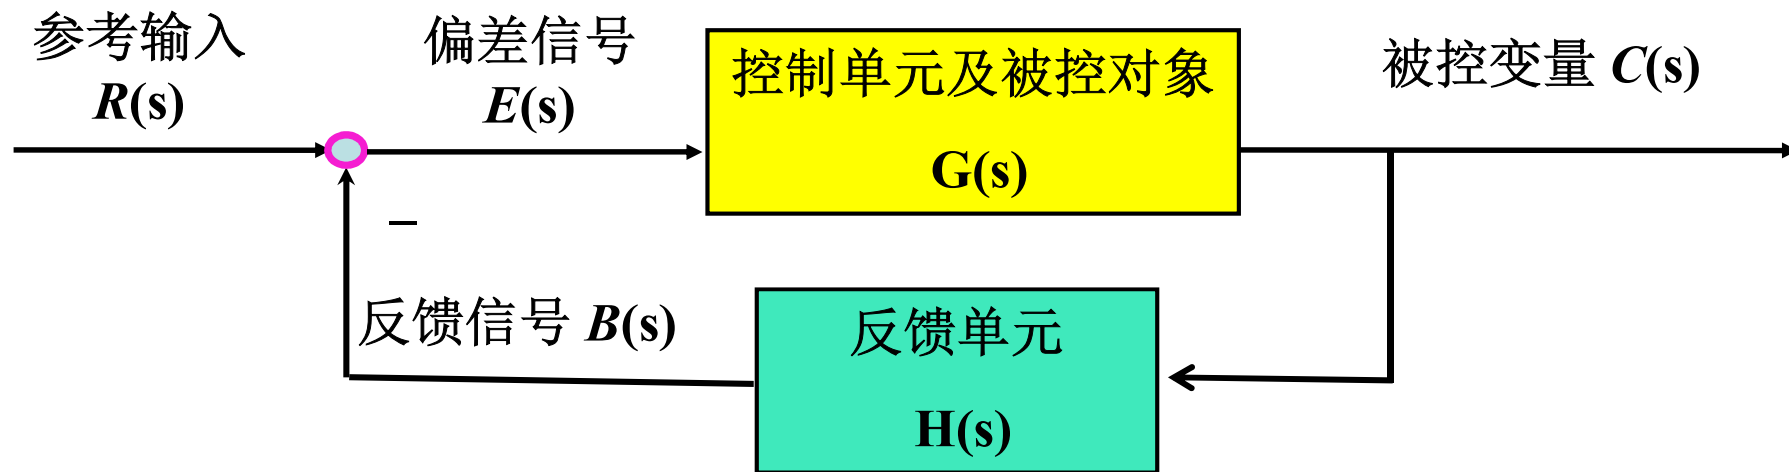 参考输入
R(s)
偏差信号
E(s)
控制单元及被控对象
G(s)
被控变量 C(s)
–
反馈信号 B(s)
反馈单元
H(s)